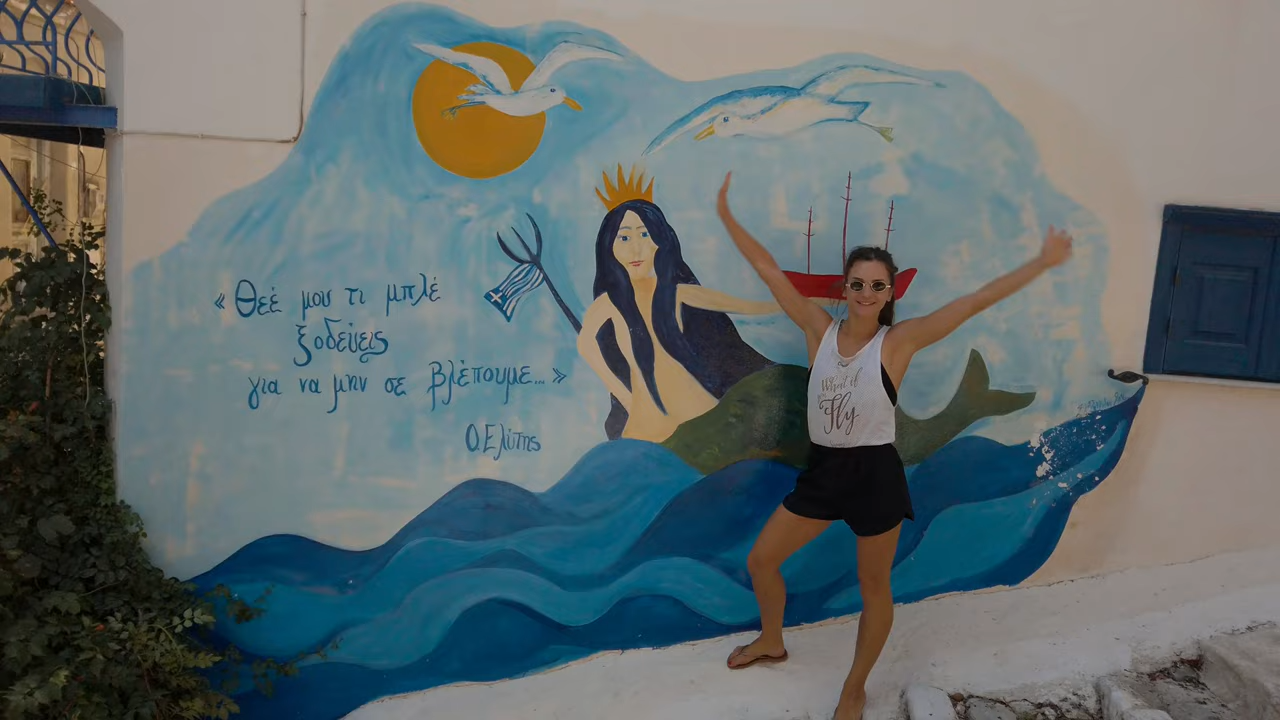 « Θεέ μου τι μπλέ
ξοδεύεις
για να μην σε βλέπουμε... »
Ο.Ελύτης
What if
Fly